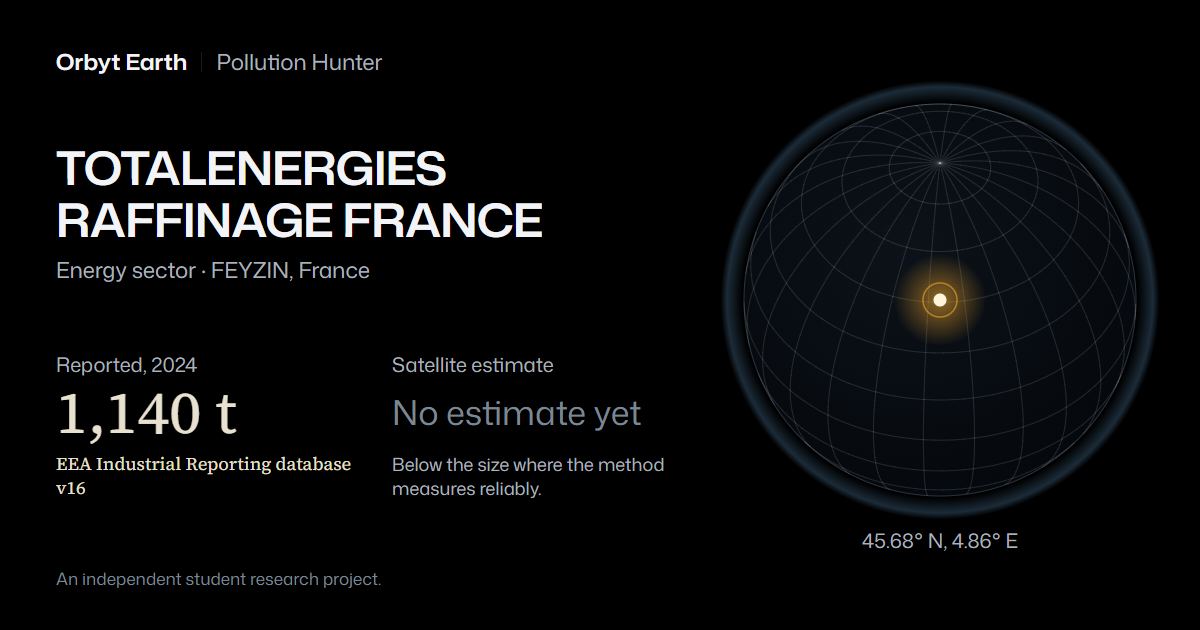 Orbyt Earth | Pollution Hunter
TOTALENERGIES
RAFFINAGE FRANCE
Energy sector · FEYZIN, France
Reported, 2024
1,140 t
EEA Industrial Reporting database
v16
Satellite estimate
No estimate yet
Below the size where the method
measures reliably.
45.68° N, 4.86° E
An independent student research project.